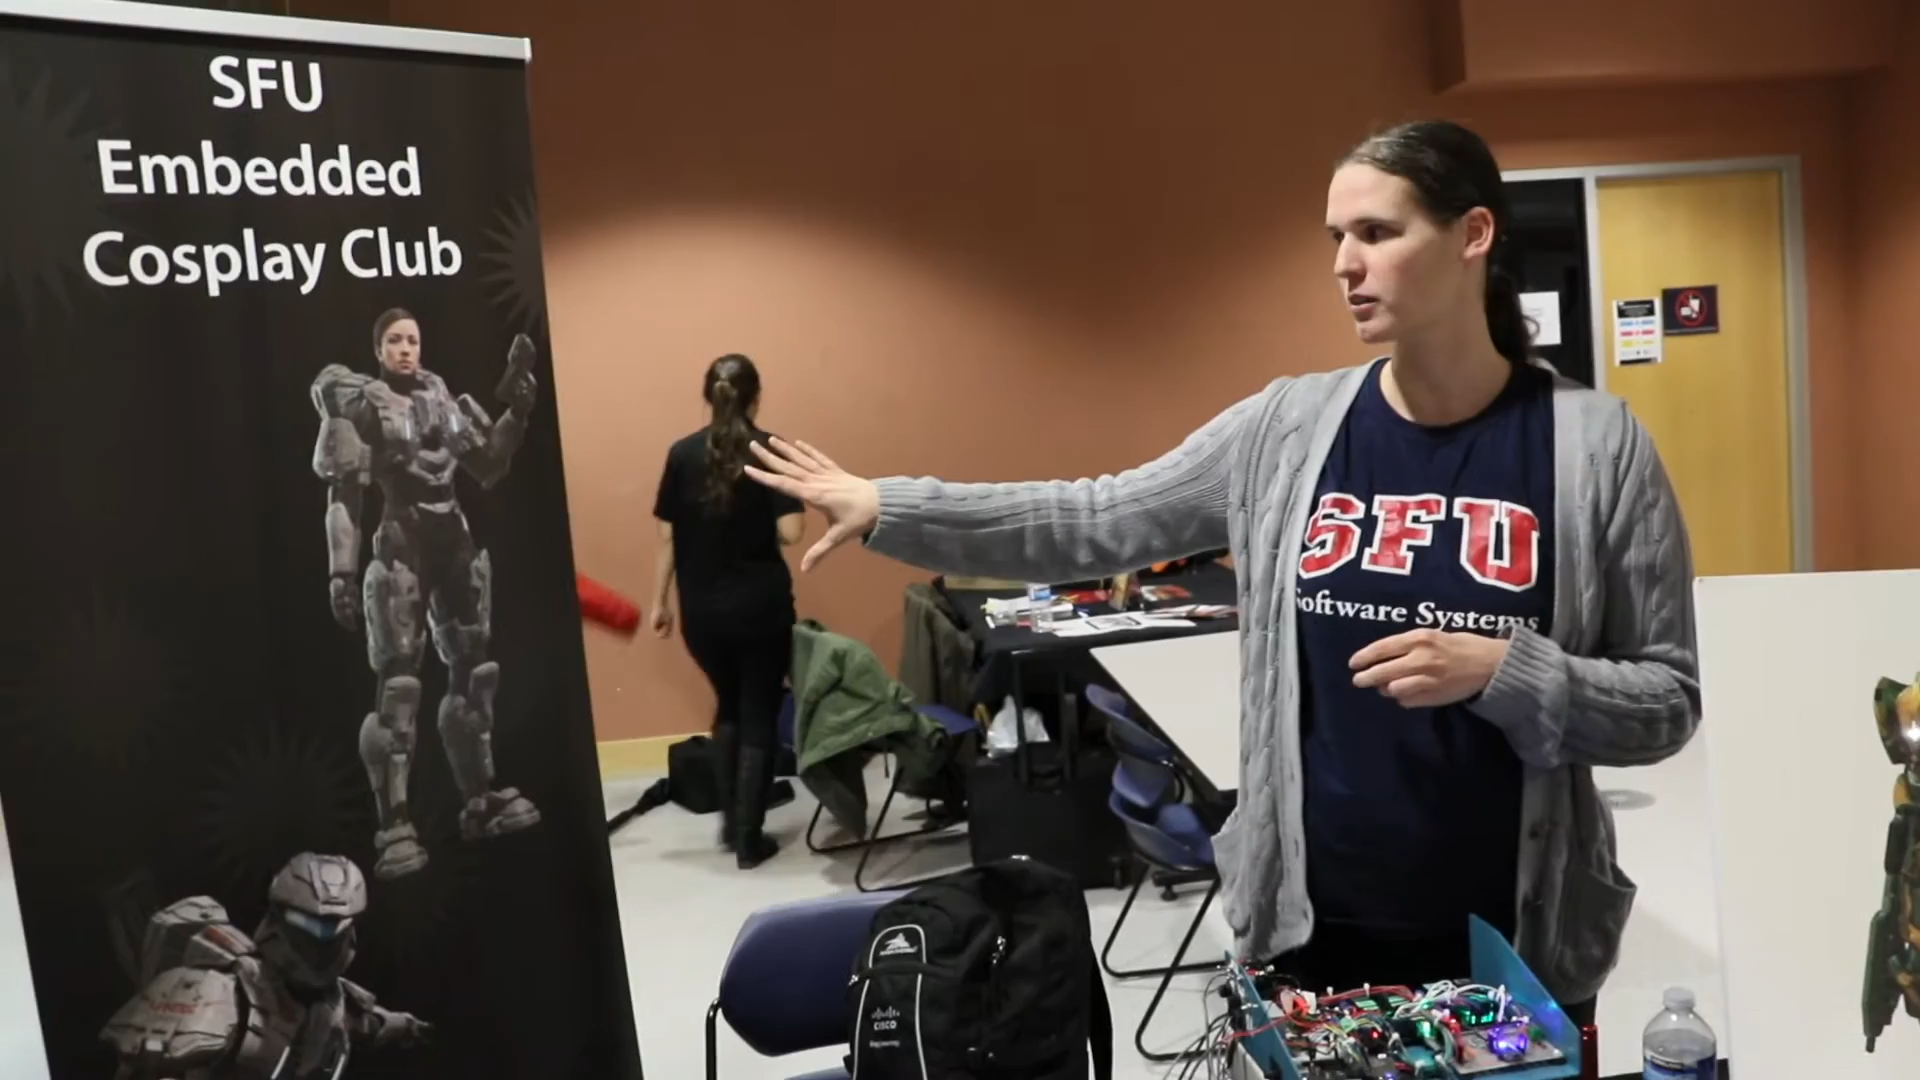 SFU
Embedded
Cosplay Club
SFU
Software Systems
CISCO